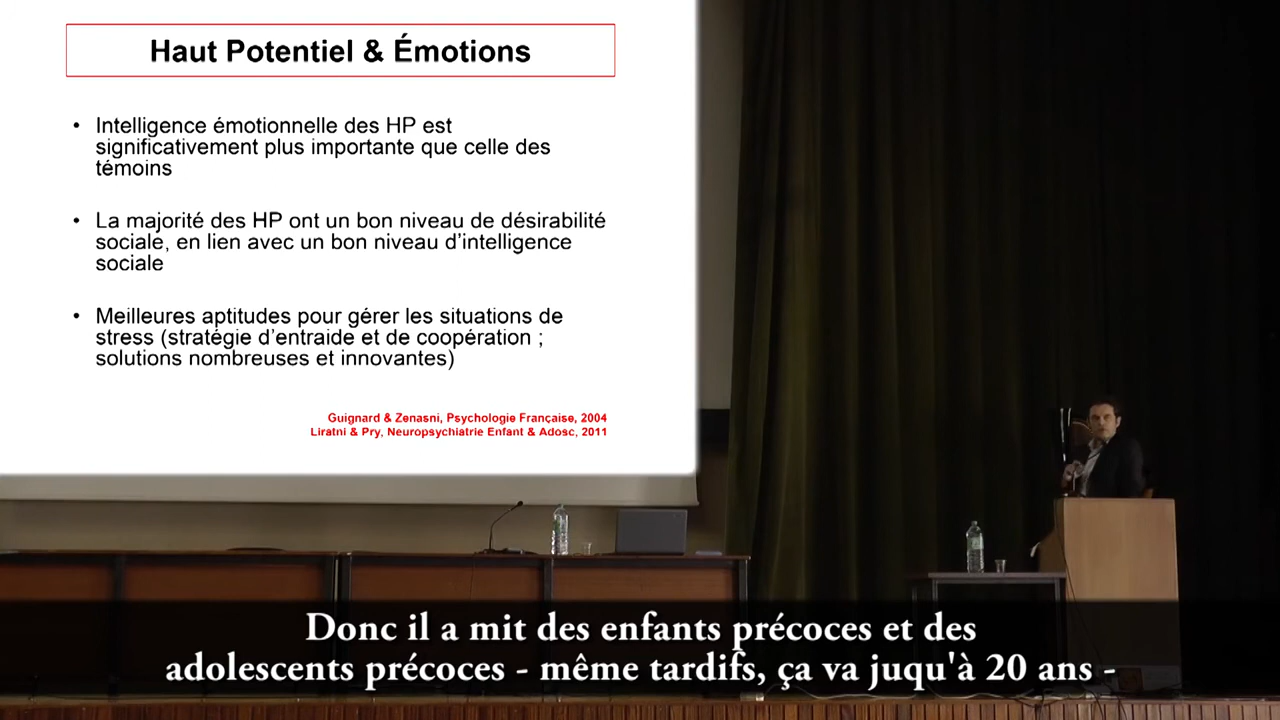 Haut Potentiel & Émotions
• Intelligence émotionnelle des HP est
significativement plus importante que celle des
témoins
• La majorité des HP ont un bon niveau de désirabilité
sociale, en lien avec un bon niveau d'intelligence
sociale
• Meilleures aptitudes pour gérer les situations de
stress (stratégie d'entraide et de coopération ;
solutions nombreuses et innovantes)
Guignard & Zenasni, Psychologie Française, 2004
Liratni & Pry, Neuropsychiatrie Enfant & Adosc, 2011
Donc il a mit des enfants précoces et des
adolescents précoces - même tardifs, ça va juqu'à 20 ans -